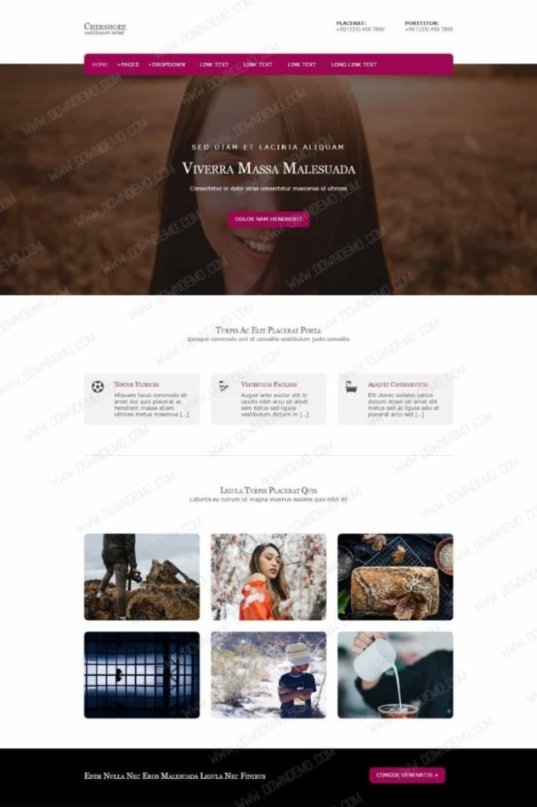 Chershoee
PLACERAT:
+00 (123) 456 7890
PORTTITOR:
+00 (123) 456 7890
HOME
PAGES
DROPDOWN
LINK TEXT
LINK TEXT
LINK TEXT
LONG LINK TEXT
SED DIAM ET LACINIA ALIQUAM
Viverra Massa Malesuada
Consectetur in dolor vitae consectetur maecenas id ultrices
DOLOR NAM HENDRERIT
Turpis Ac Elit Placerat Porta
Quisque commodo orci id convallis vestibulum justo convallis
Tortor Ultrices
Aliquam lacus commodo sit
amet dui quis placerat ac
hendrerit massa etiam
ultrices metus maximus [...]
Vestibulum Facilisis
Augue ante auctor elit in
iaculis nibh arcu sit amet
sem tellus sed ligula
vestibulum dictum in [...]
Aliquet Condimentum
Elit donec sodales varius
dictum etiam sit amet elit
metus sed ac ligula odio et
placerat arcu sed [...]
Ligula Turpis Placerat Quis
Lobortis eu rutrum ut magna vivamus sodales quis nibh sit
Enim Nulla Nec Eros Malesuada Ligula Nec Finibus
CONGUE VENENATIS »
WWW.DOWNDEMO.COM